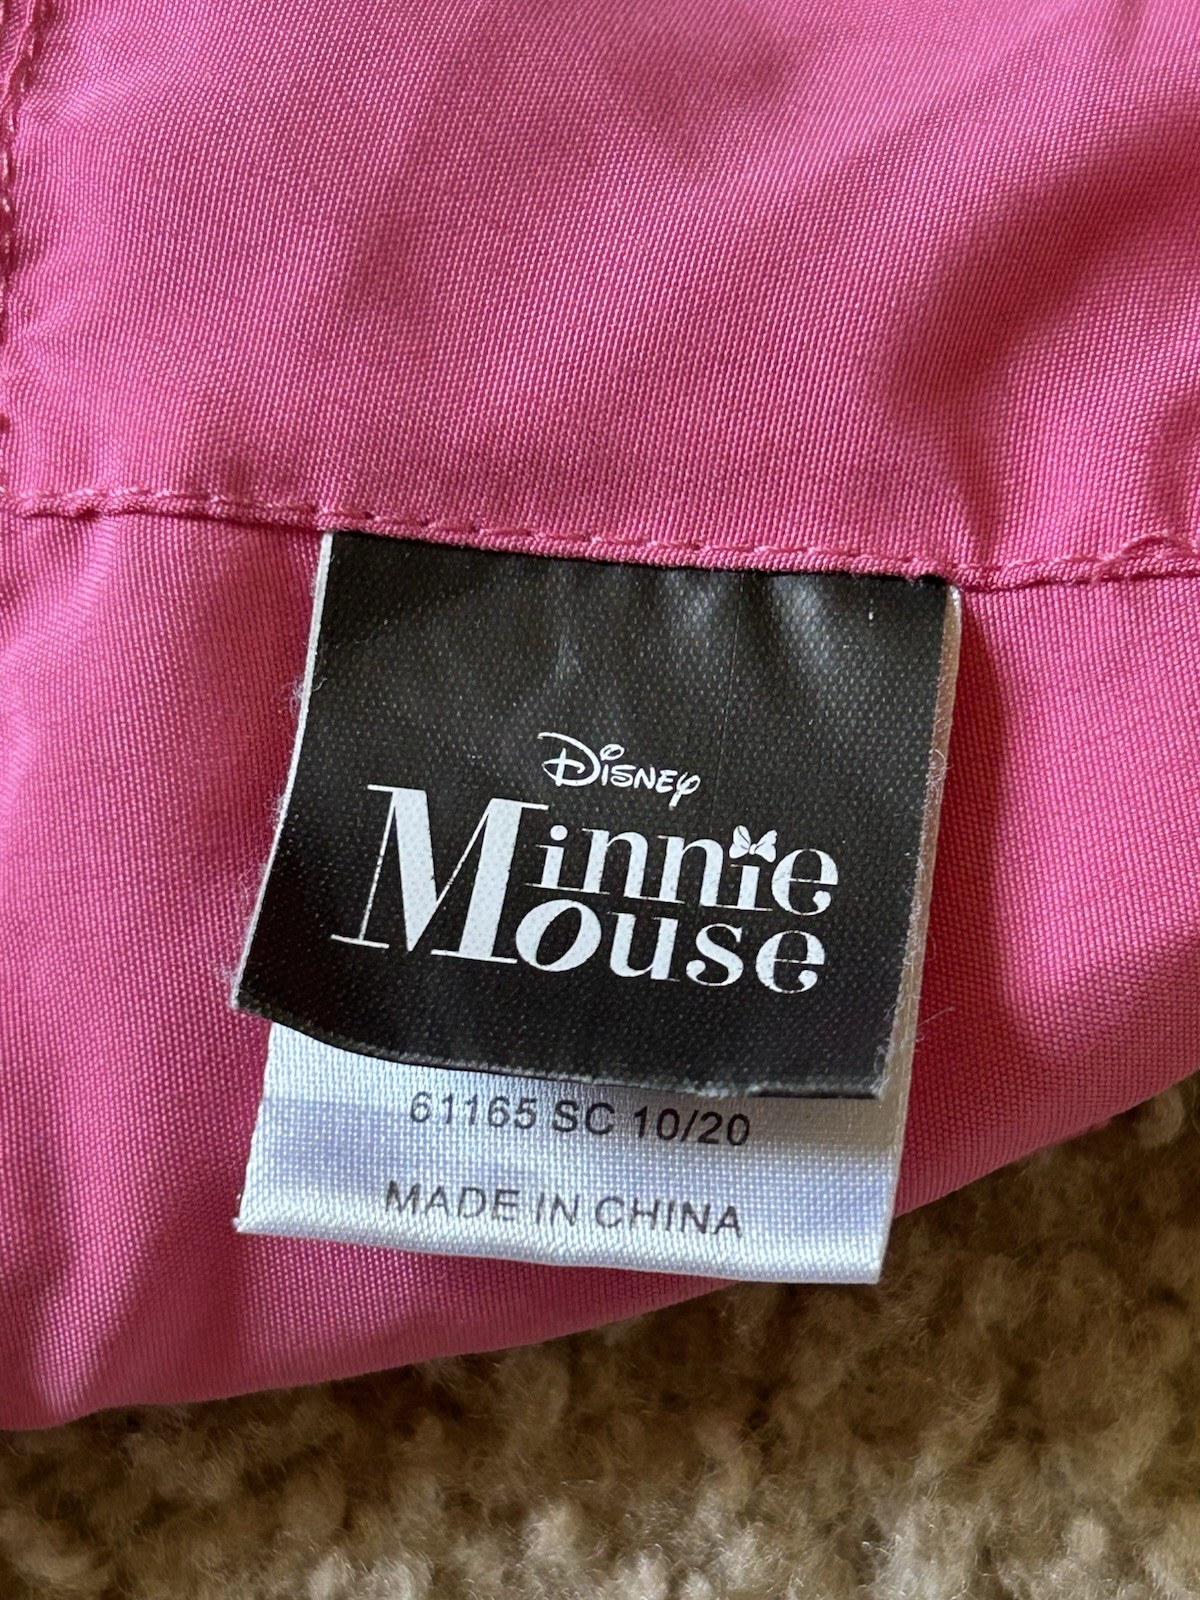 Disney
Minnie
Mouse
61165 SC 10/20
MADE IN CHINA